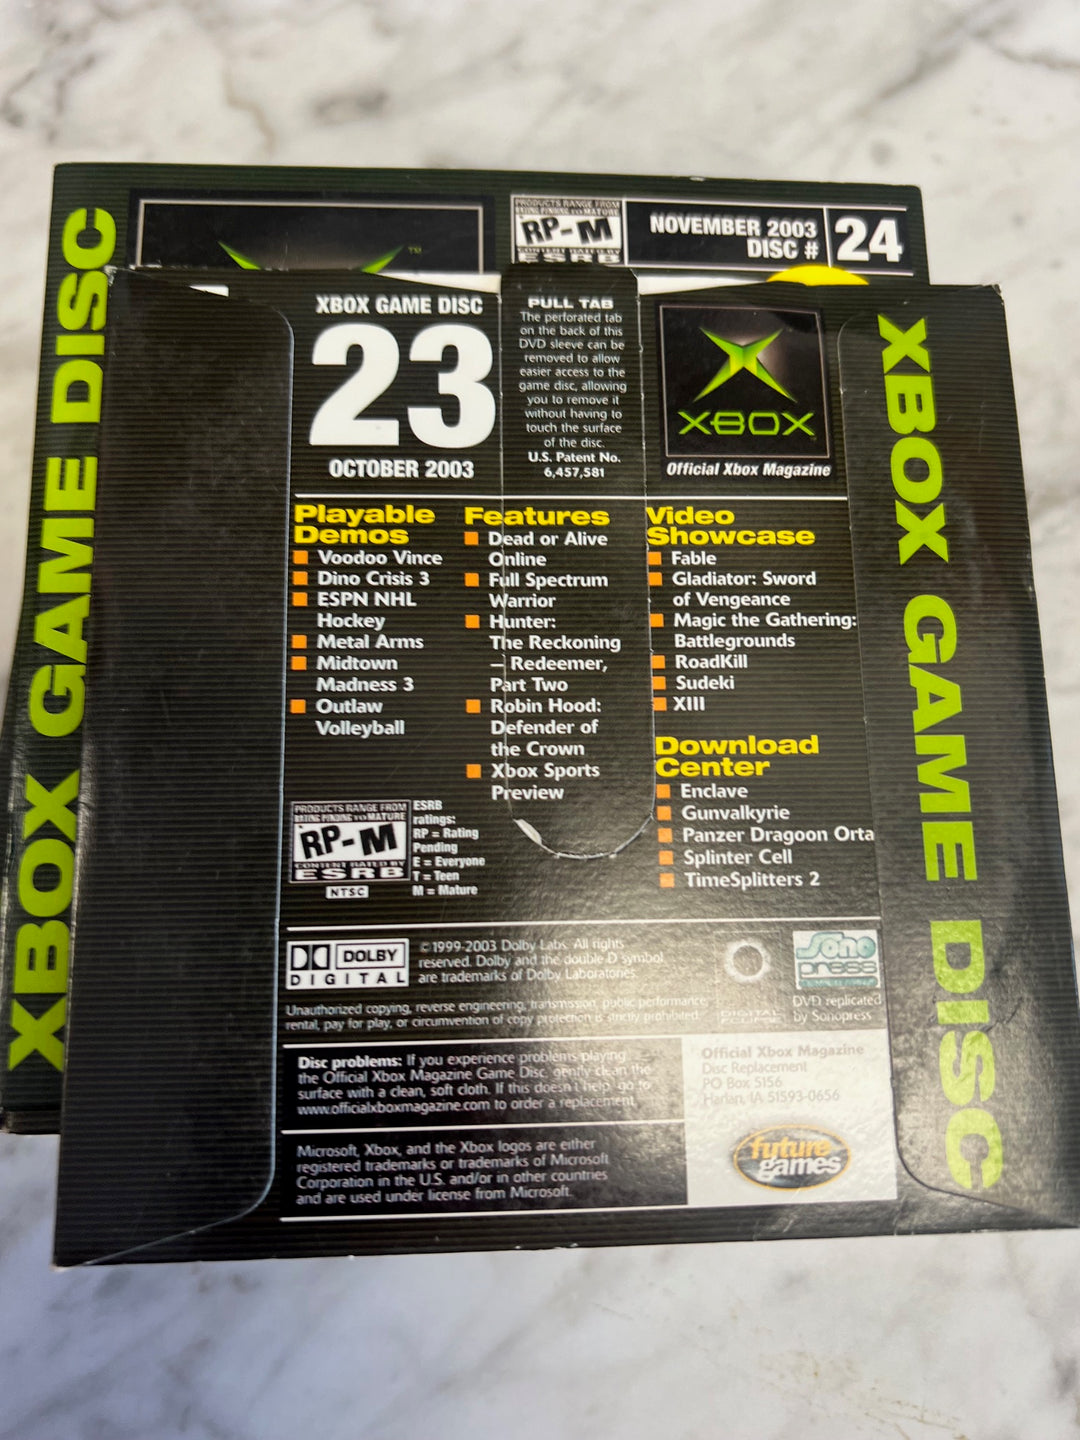 XBOX GAME DISC
PRODUCTS RANGE FROM
RATING PENDING TO MATURE
RP-M
CONTENT RATED BY
ESRB
NOVEMBER 2003
DISC #
24
™
XBOX GAME DISC
23
OCTOBER 2003
PULL TAB
The perforated tab
on the back of this
DVD sleeve can be
removed to allow
easier access to the
game disc, allowing
you to remove it
without having to
touch the surface
of the disc.
U.S. Patent No.
6,457,581
XBOX
Official Xbox Magazine
Playable
Demos
Voodoo Vince
Dino Crisis 3
ESPN NHL
Hockey
Metal Arms
Midtown
Madness 3
Outlaw
Volleyball
Features
Dead or Alive
Online
Full Spectrum
Warrior
Hunter:
The Reckoning
— Redeemer,
Part Two
Robin Hood:
Defender of
the Crown
Xbox Sports
Preview
Video
Showcase
Fable
Gladiator: Sword
of Vengeance
Magic the Gathering:
Battlegrounds
RoadKill
Sudeki
XIII
Download
Center
Enclave
Gunvalkyrie
Panzer Dragoon Orta
Splinter Cell
TimeSplitters 2
PRODUCTS RANGE FROM
RATING PENDING TO MATURE
RP-M
CONTENT RATED BY
ESRB
NTSC
ESRB
ratings:
RP = Rating
Pending
E = Everyone
T = Teen
M = Mature
DOLBY
DIGITAL
©1999-2003 Dolby Labs. All rights
reserved. Dolby and the double-D symbol
are trademarks of Dolby Laboratories.
Sono
press
DVD replicated
by Sonopress
Unauthorized copying, reverse engineering, transmission, public performance,
rental, pay for play, or circumvention of copy protection is strictly prohibited.
Disc problems: If you experience problems playing
the Official Xbox Magazine Game Disc, gently clean the
surface with a clean, soft cloth. If this doesn't help, go to
www.officialxboxmagazine.com to order a replacement.
Official Xbox Magazine
Disc Replacement
PO Box 5156
Harlan, IA 51593-0656
Microsoft, Xbox, and the Xbox logos are either
registered trademarks or trademarks of Microsoft
Corporation in the U.S. and/or in other countries
and are used under license from Microsoft.
future
games
XBOX GAME DISC